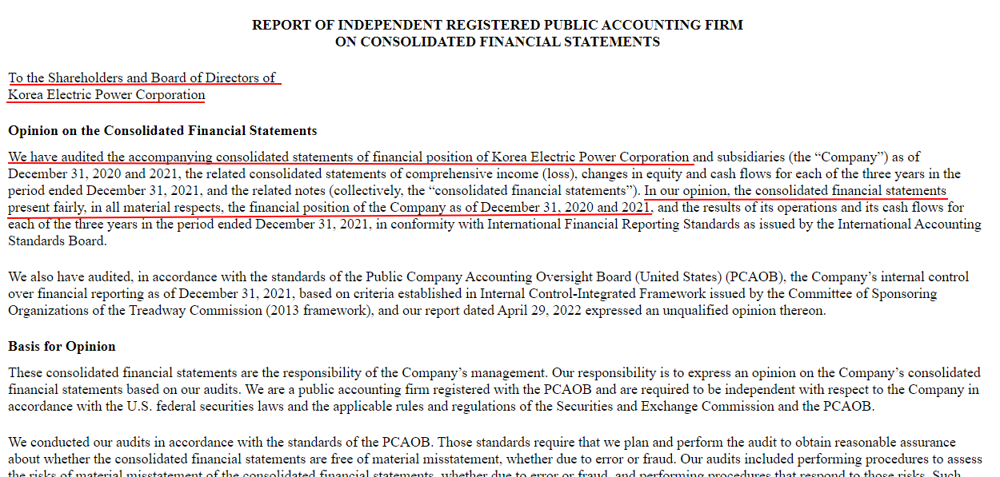 REPORT OF INDEPENDENT REGISTERED PUBLIC ACCOUNTING FIRM
ON CONSOLIDATED FINANCIAL STATEMENTS
To the Shareholders and Board of Directors of
Korea Electric Power Corporation
Opinion on the Consolidated Financial Statements
We have audited the accompanying consolidated statements of financial position of Korea Electric Power Corporation and subsidiaries (the “Company”) as of
December 31, 2020 and 2021, the related consolidated statements of comprehensive income (loss), changes in equity and cash flows for each of the three years in the
period ended December 31, 2021, and the related notes (collectively, the “consolidated financial statements”). In our opinion, the consolidated financial statements
present fairly, in all material respects, the financial position of the Company as of December 31, 2020 and 2021, and the results of its operations and its cash flows for
each of the three years in the period ended December 31, 2021, in conformity with International Financial Reporting Standards as issued by the International Accounting
Standards Board.
We also have audited, in accordance with the standards of the Public Company Accounting Oversight Board (United States) (PCAOB), the Company’s internal control
over financial reporting as of December 31, 2021, based on criteria established in Internal Control-Integrated Framework issued by the Committee of Sponsoring
Organizations of the Treadway Commission (2013 framework), and our report dated April 29, 2022 expressed an unqualified opinion thereon.
Basis for Opinion
These consolidated financial statements are the responsibility of the Company’s management. Our responsibility is to express an opinion on the Company’s consolidated
financial statements based on our audits. We are a public accounting firm registered with the PCAOB and are required to be independent with respect to the Company in
accordance with the U.S. federal securities laws and the applicable rules and regulations of the Securities and Exchange Commission and the PCAOB.
We conducted our audits in accordance with the standards of the PCAOB. Those standards require that we plan and perform the audit to obtain reasonable assurance
about whether the consolidated financial statements are free of material misstatement, whether due to error or fraud. Our audits included performing procedures to assess
the risks of material misstatement of the consolidated financial statements, whether due to error or fraud, and performing procedures that respond to those risks. Such